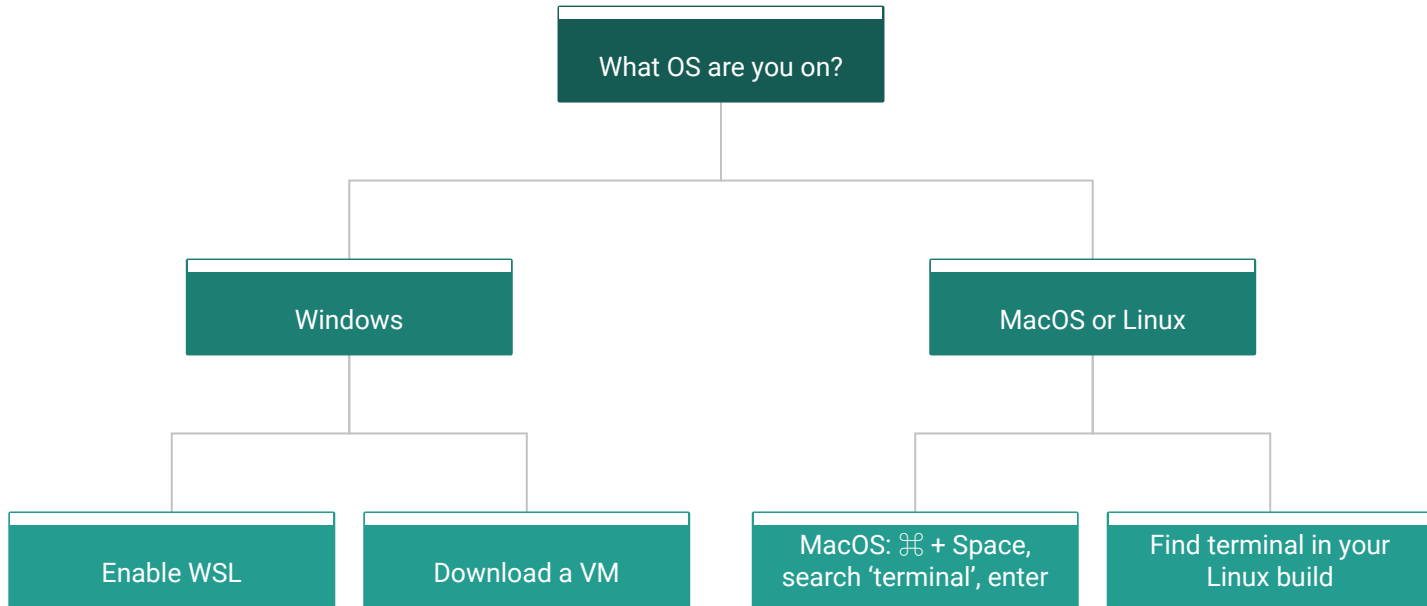 What OS are you on?
Windows
MacOS or Linux
Enable WSL
Download a VM
MacOS: ⌘ + Space,
search ‘terminal’, enter
Find terminal in your
Linux build